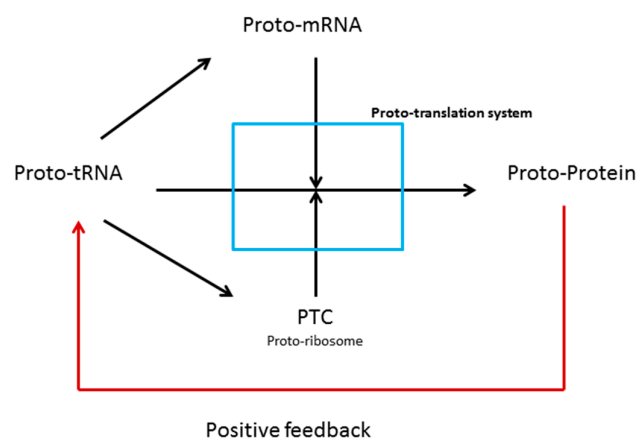 Proto-mRNA
Proto-translation system
Proto-tRNA
Proto-Protein
PTC
Proto-ribosome
Positive feedback